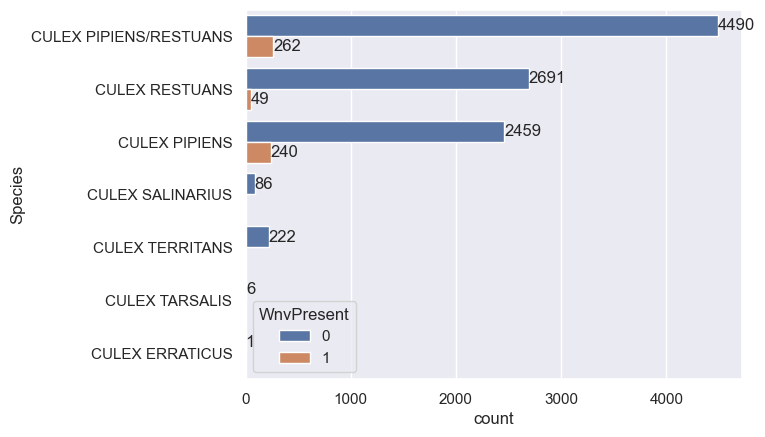 CULEX PIPIENS/RESTUANS
4490
262
CULEX RESTUANS
2691
49
CULEX PIPIENS
2459
240
CULEX SALINARIUS
86
CULEX TERRITANS
222
CULEX TARSALIS
6
CULEX ERRATICUS
1
Species
WnvPresent
0
1
0 1000 2000 3000 4000
count